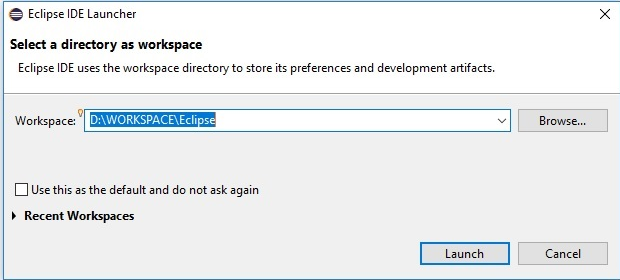 Eclipse IDE Launcher
Select a directory as workspace
Eclipse IDE uses the workspace directory to store its preferences and development artifacts.
Workspace: D:\WORKSPACE\Eclipse Browse...
Use this as the default and do not ask again
Recent Workspaces
Launch Cancel